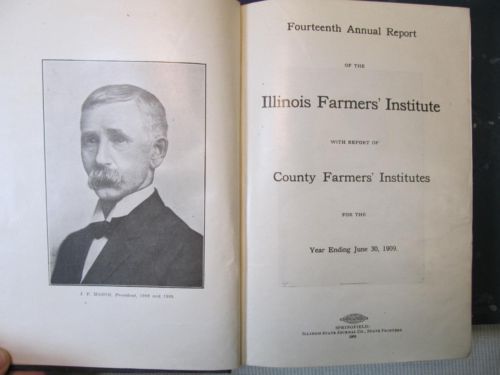 J. F. MASON, President, 1908 and 1909.
Fourteenth Annual Report
OF THE
Illinois Farmers' Institute
WITH REPORT OF
County Farmers' Institutes
FOR THE
Year Ending June 30, 1909.
SPRINGFIELD:
ILLINOIS STATE JOURNAL CO., STATE PRINTERS
1909